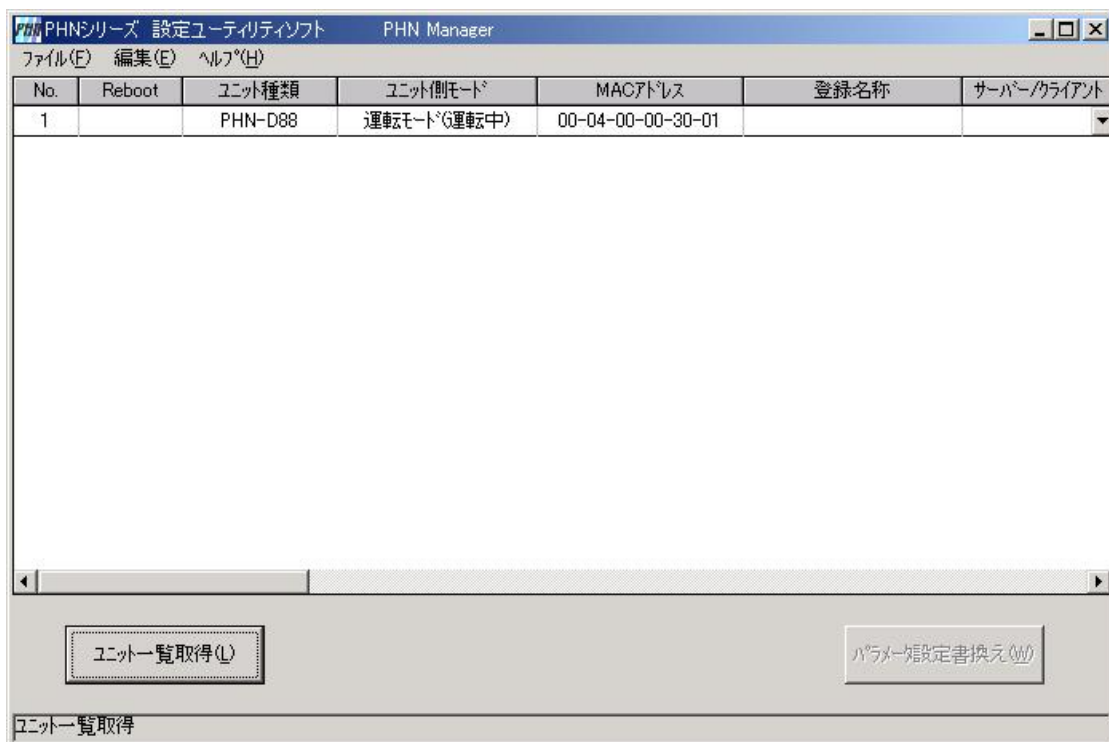 PHN PHNシリーズ 設定ユーティリティソフト PHN Manager
ファイル(F) 編集(E) ﾍﾙﾌﾟ(H)
No. Reboot ﾕﾆｯﾄ種類 ﾕﾆｯﾄ側ﾓｰﾄﾞ MACｱﾄﾞﾚｽ 登録名称 ｻｰﾊﾞｰ/ｸﾗｲｱﾝﾄ
1 PHN-D88 運転ﾓｰﾄﾞ(運転中) 00-04-00-00-30-01
ﾕﾆｯﾄ一覧取得(L) ﾊﾟﾗﾒｰﾀ設定書換え(W)
ﾕﾆｯﾄ一覧取得